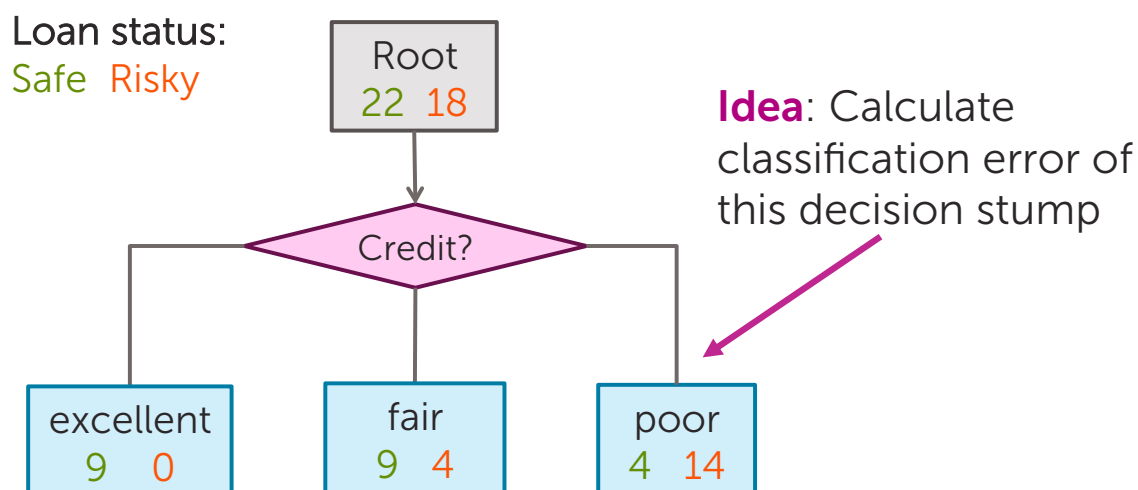 Loan status:
Safe Risky
Root
22 18
Idea: Calculate
classification error of
this decision stump
Credit?
excellent
9 0
fair
9 4
poor
4 14